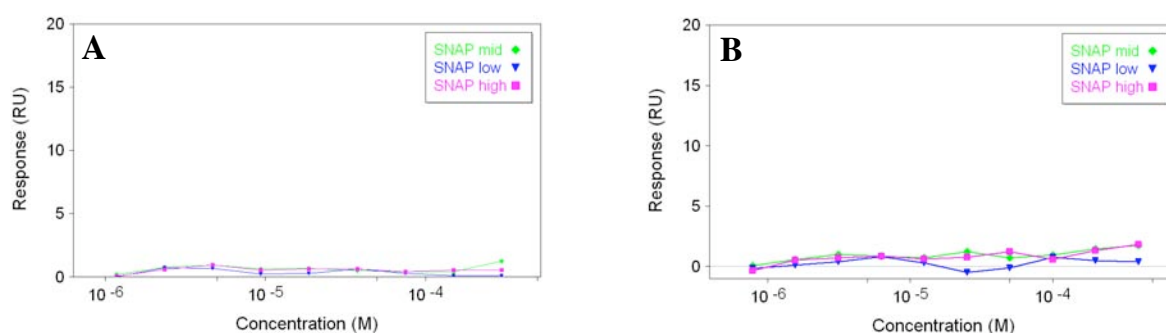 A
20
15
10
5
0
Response (RU)
SNAP mid
SNAP low
SNAP high
10-6
10-5
10-4
Concentration (M)
B
20
15
10
5
0
Response (RU)
SNAP mid
SNAP low
SNAP high
10-6
10-5
10-4
Concentration (M)